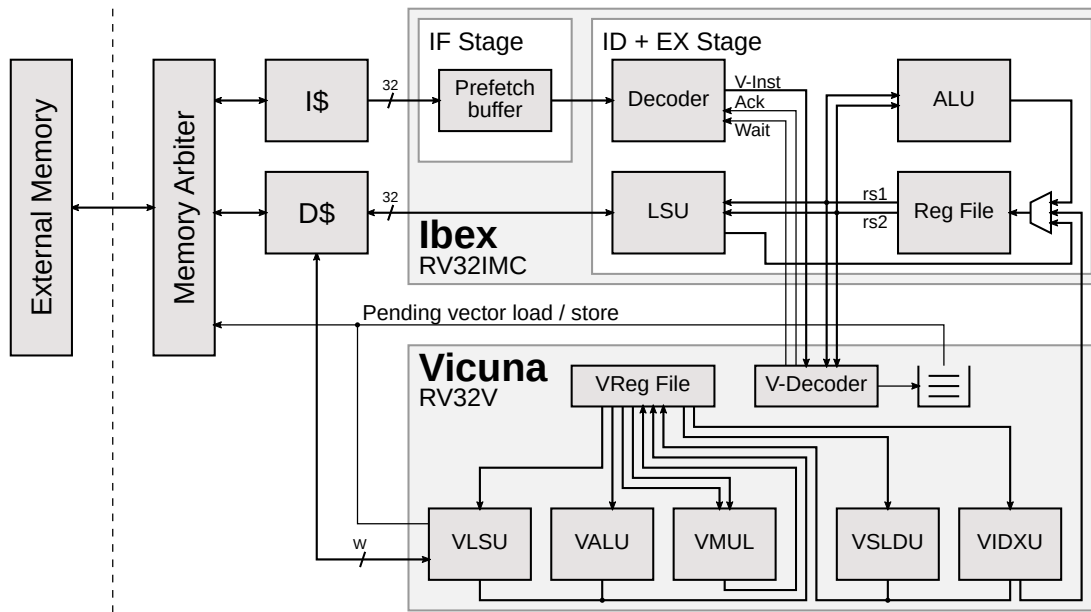 IF Stage
ID + EX Stage
External Memory
Memory Arbiter
I$
32
Prefetch
buffer
Decoder
V-Inst
Ack
Wait
ALU
D$
32
LSU
rs1
rs2
Reg File
Ibex
RV32IMC
Pending vector load / store
Vicuna
RV32V
VReg File
V-Decoder
W
VLSU
VALU
VMUL
VSLDU
VIDXU